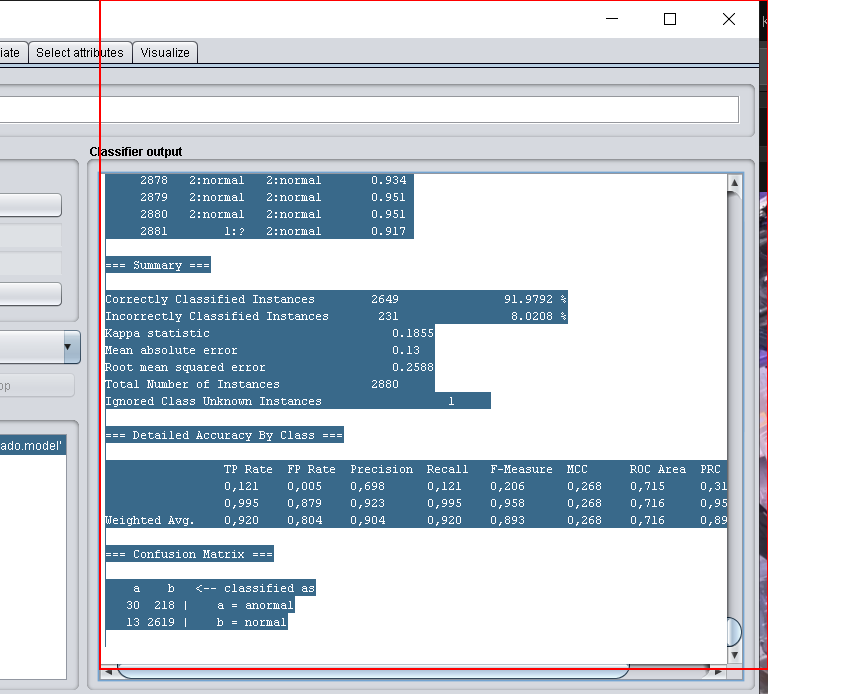 iate Select attributes Visualize
Classifier output
2878 2:normal 2:normal 0.934
2879 2:normal 2:normal 0.951
2880 2:normal 2:normal 0.951
2881 1:? 2:normal 0.917
=== Summary ===
Correctly Classified Instances 2649 91.9792 %
Incorrectly Classified Instances 231 8.0208 %
Kappa statistic 0.1855
Mean absolute error 0.13
Root mean squared error 0.2588
Total Number of Instances 2880
Ignored Class Unknown Instances 1
=== Detailed Accuracy By Class ===
TP Rate FP Rate Precision Recall F-Measure MCC ROC Area PRC
0,121 0,005 0,698 0,121 0,206 0,268 0,715 0,31
0,995 0,879 0,923 0,995 0,958 0,268 0,716 0,95
Weighted Avg. 0,920 0,804 0,904 0,920 0,893 0,268 0,716 0,89
=== Confusion Matrix ===
a b <-- classified as
30 218 | a = anormal
13 2619 | b = normal
op
ado.model'